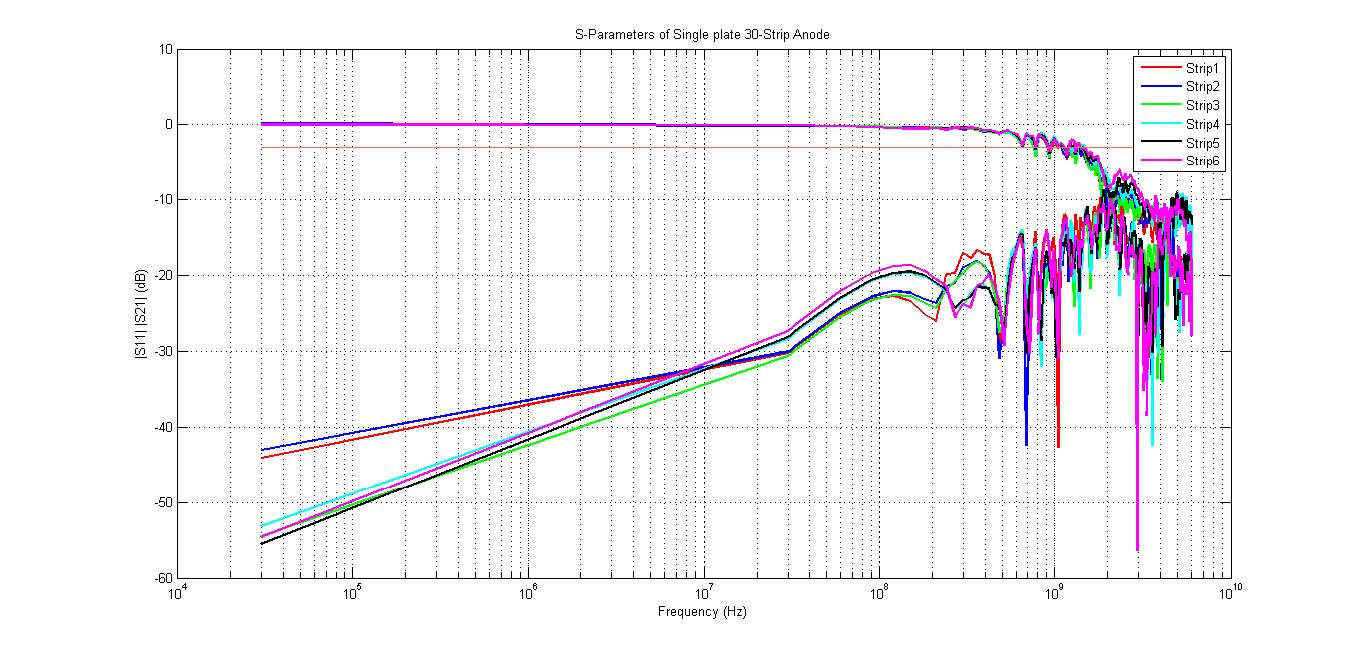 S-Parameters of Single plate 30-Strip Anode
10
0
-10
-20
-30
-40
-50
-60
|S11| |S21| (dB)
10^4
10^5
10^6
10^7
10^8
10^9
10^10
Frequency (Hz)
Strip1
Strip2
Strip3
Strip4
Strip5
Strip6